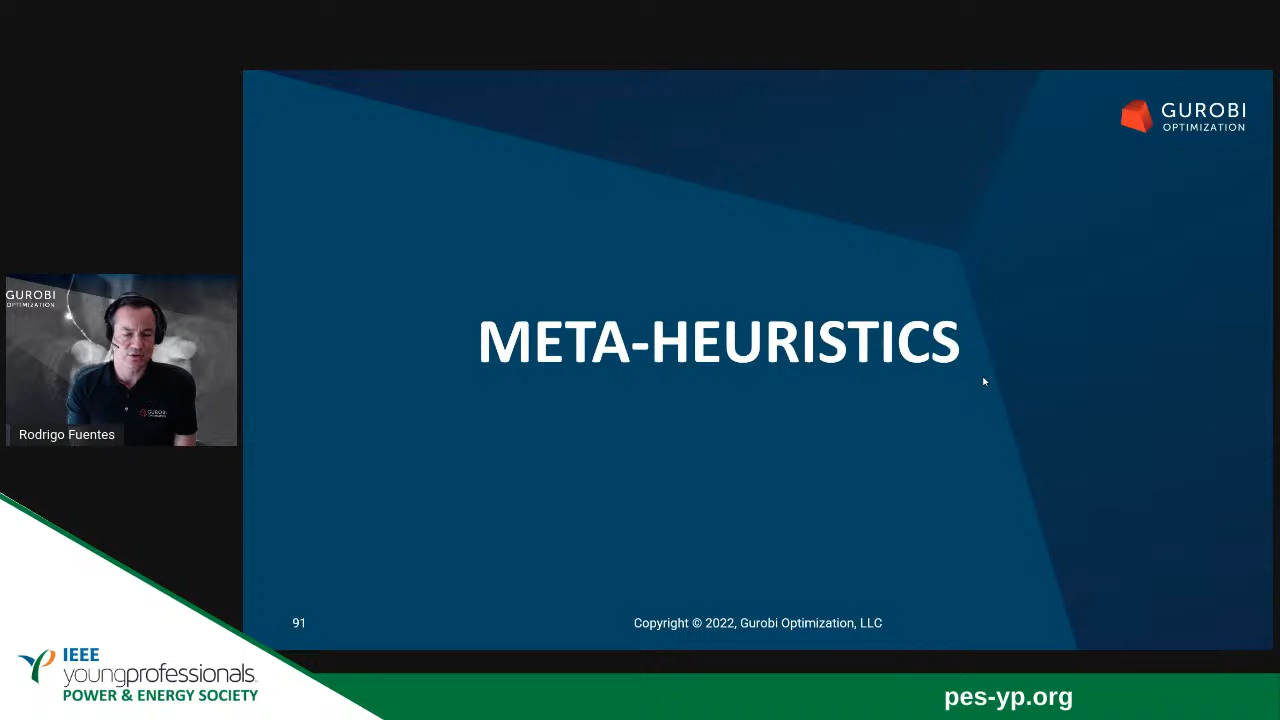 GUROBI
OPTIMIZATION
META-HEURISTICS
GUROBI
OPTIMIZATION
GUROBI
Rodrigo Fuentes
91
Copyright © 2022, Gurobi Optimization, LLC
IEEE
youngprofessionals
POWER & ENERGY SOCIETY
pes-yp.org